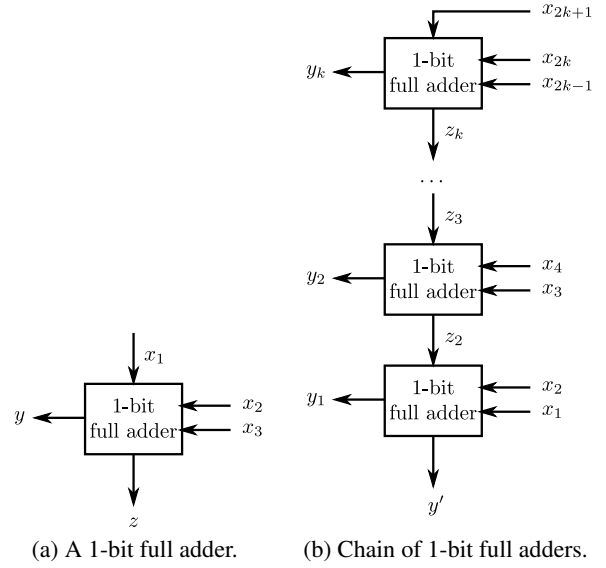 x_{2k+1}
1-bit
full adder
y_k
x_{2k}
x_{2k-1}
z_k
...
z_3
1-bit
full adder
y_2
x_4
x_3
z_2
1-bit
full adder
y_1
x_2
x_1
y'
x_1
1-bit
full adder
y
x_2
x_3
z
(a) A 1-bit full adder.
(b) Chain of 1-bit full adders.